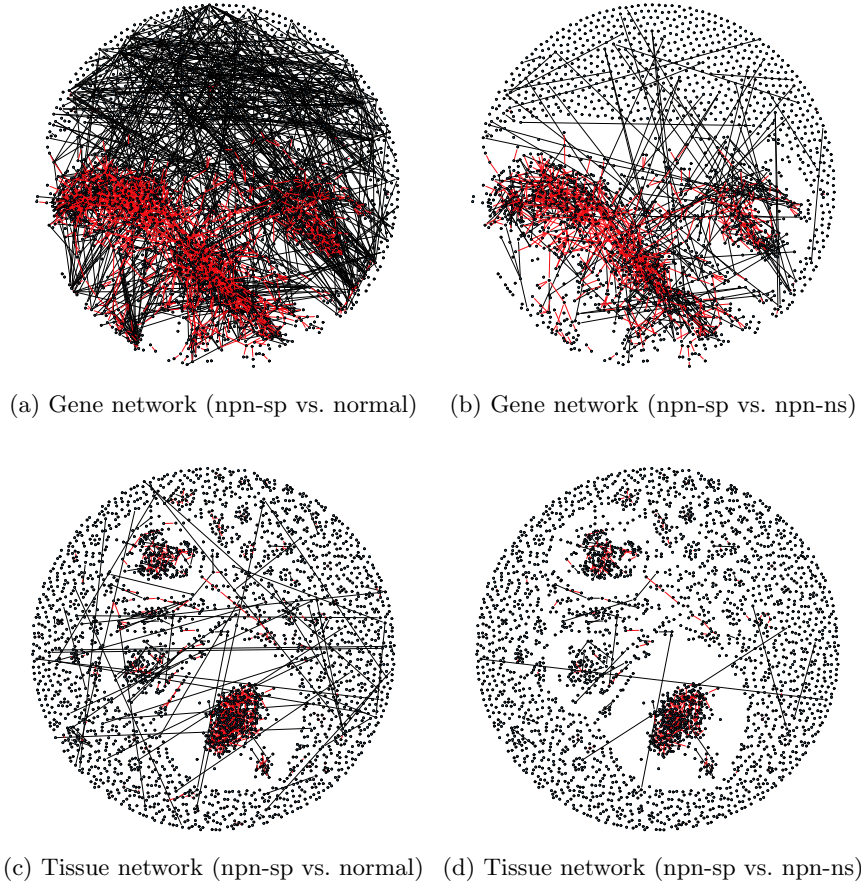 (a) Gene network (npn-sp vs. normal)
(b) Gene network (npn-sp vs. npn-ns)
(c) Tissue network (npn-sp vs. normal)
(d) Tissue network (npn-sp vs. npn-ns)